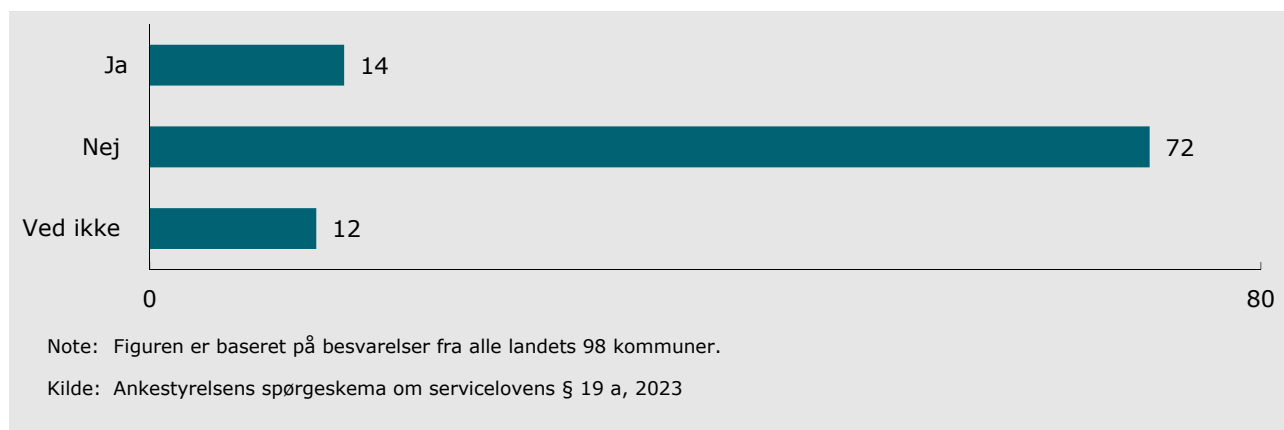 Ja 14
Nej 72
Ved ikke 12
0 80
Note: Figuren er baseret på besvarelser fra alle landets 98 kommuner.
Kilde: Ankestyrelsens spørgeskema om servicelovens § 19 a, 2023